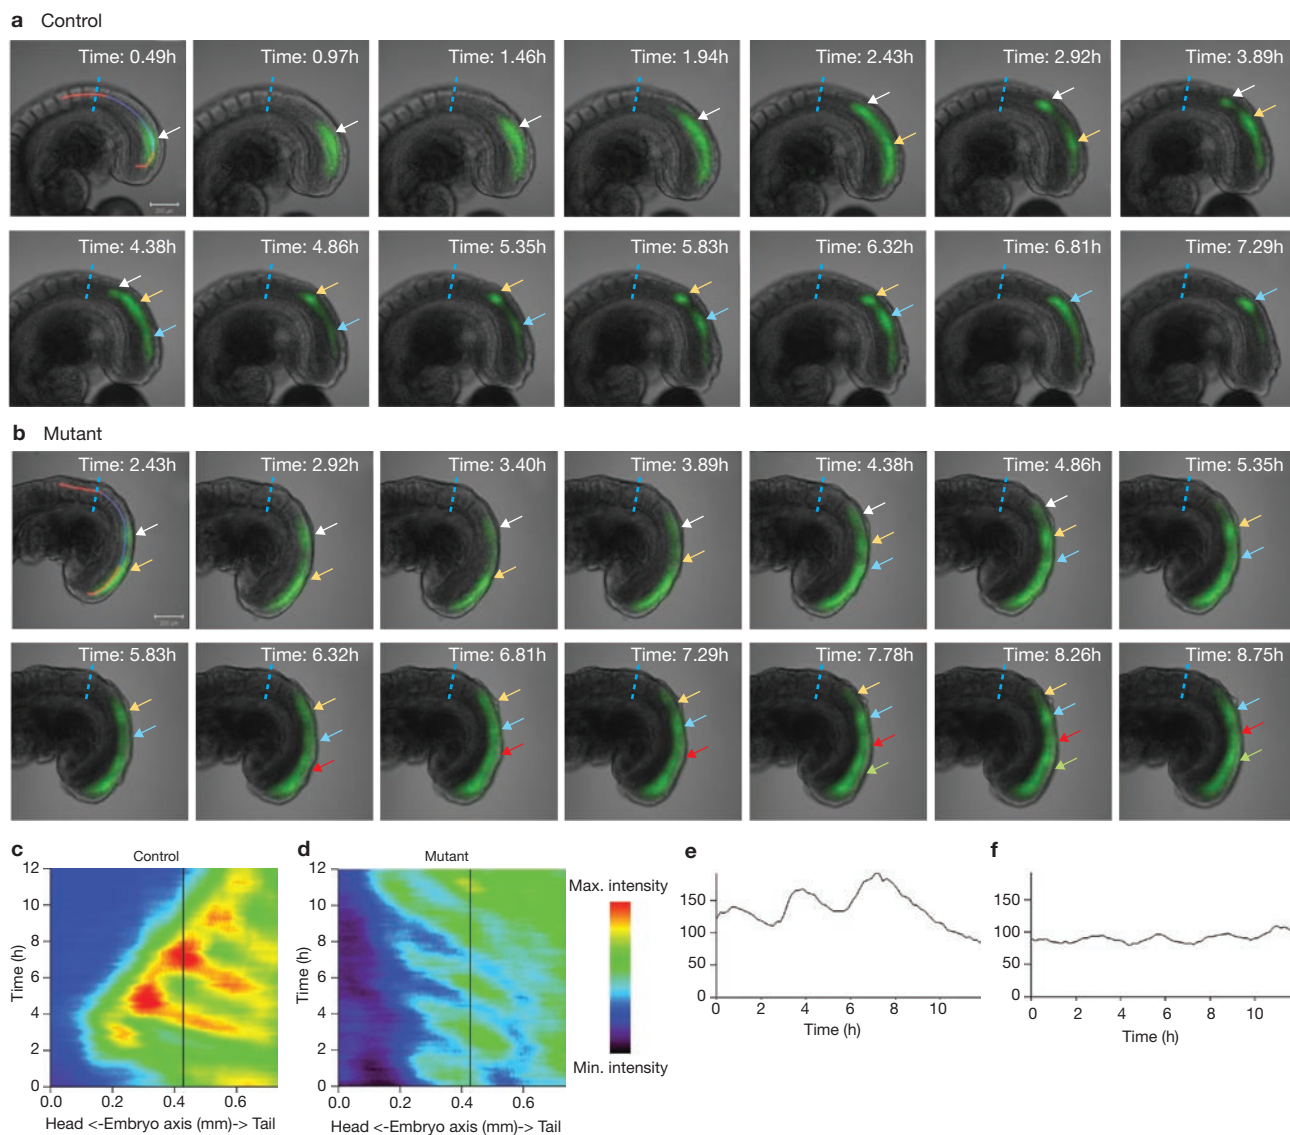 a Control
Time: 0.49h
Time: 0.97h
Time: 1.46h
Time: 1.94h
Time: 2.43h
Time: 2.92h
Time: 3.89h
Time: 4.38h
Time: 4.86h
Time: 5.35h
Time: 5.83h
Time: 6.32h
Time: 6.81h
Time: 7.29h
b Mutant
Time: 2.43h
Time: 2.92h
Time: 3.40h
Time: 3.89h
Time: 4.38h
Time: 4.86h
Time: 5.35h
Time: 5.83h
Time: 6.32h
Time: 6.81h
Time: 7.29h
Time: 7.78h
Time: 8.26h
Time: 8.75h
c
Control
12
10
8
6
4
2
0
Time (h)
0.0 0.2 0.4 0.6
Head <-Embryo axis (mm)-> Tail
d
Mutant
12
10
8
6
4
2
0
0.0 0.2 0.4 0.6
Head <-Embryo axis (mm)-> Tail
Max. intensity
Min. intensity
e
150
100
50
0
0 2 4 6 8 10
Time (h)
f
150
100
50
0
0 2 4 6 8 10
Time (h)